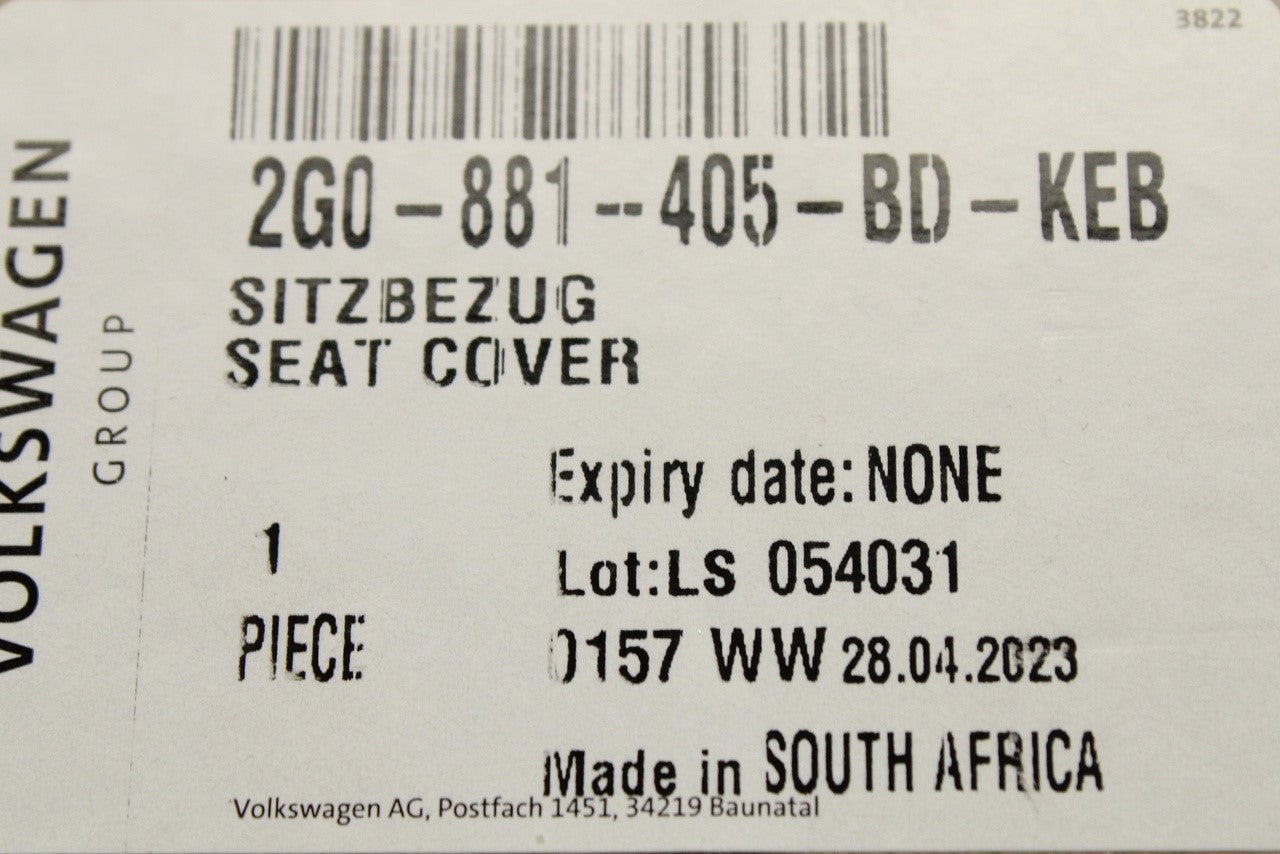 3822
VOLKSWAGEN
GROUP
2G0-881-405-BD-KEB
SITZBEZUG
SEAT COVER
Expiry date: NONE
1
Lot:LS 054031
PIECE
0157 WW 28.04.2023
Made in SOUTH AFRICA
Volkswagen AG, Postfach 1451, 34219 Baunatal